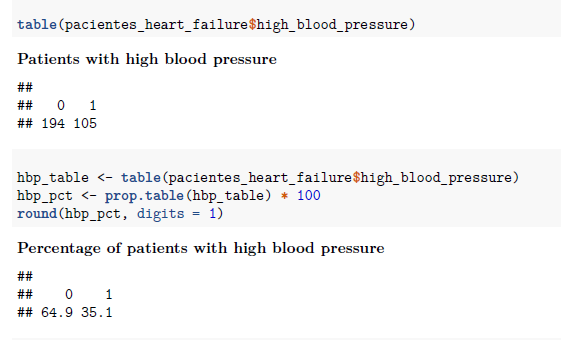 table(pacientes_heart_failure$high_blood_pressure)
Patients with high blood pressure
##
##   0   1
## 194 105
hbp_table <- table(pacientes_heart_failure$high_blood_pressure)
hbp_pct <- prop.table(hbp_table) * 100
round(hbp_pct, digits = 1)
Percentage of patients with high blood pressure
##
##    0    1
## 64.9 35.1